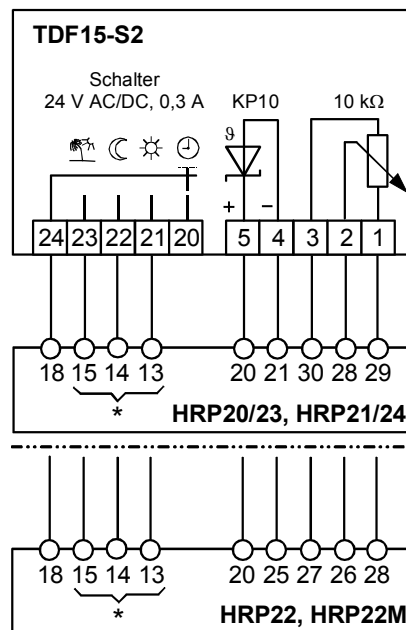 TDF15-S2
Schalter
24 V AC/DC, 0,3 A KP10 10 kΩ
ϑ
+ –
24 23 22 21 20 5 4 3 2 1
18 15 14 13 20 21 30 28 29
*
HRP20/23, HRP21/24
18 15 14 13 20 25 27 26 28
*
HRP22, HRP22M